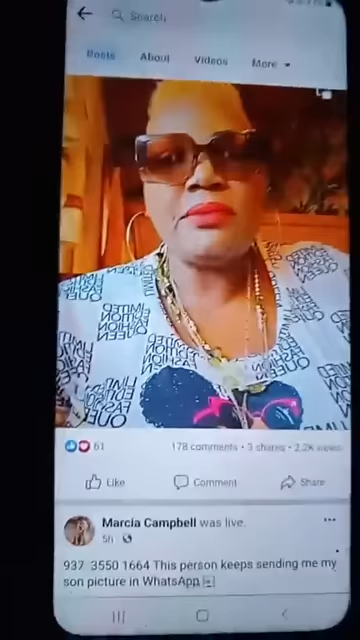 Search
Posts About Videos More
LIMITED
EDITION
FASHION
QUEEN
61 178 comments • 3 shares • 2.2K views
Like Comment Share
Marcia Campbell was live.
5h
937 3550 1664 This person keeps sending me my
son picture in WhatsApp